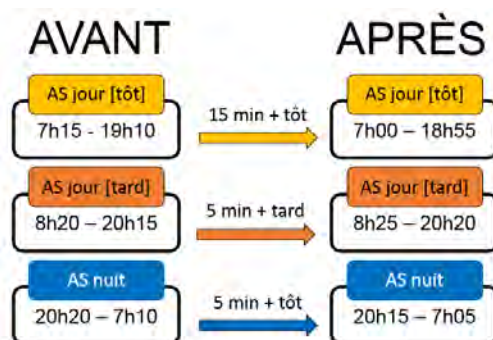 AVANT
APRÈS
AS jour [tôt]
7h15 - 19h10
15 min + tôt
AS jour [tôt]
7h00 – 18h55
AS jour [tard]
8h20 – 20h15
5 min + tard
AS jour [tard]
8h25 – 20h20
AS nuit
20h20 – 7h10
5 min + tôt
AS nuit
20h15 – 7h05